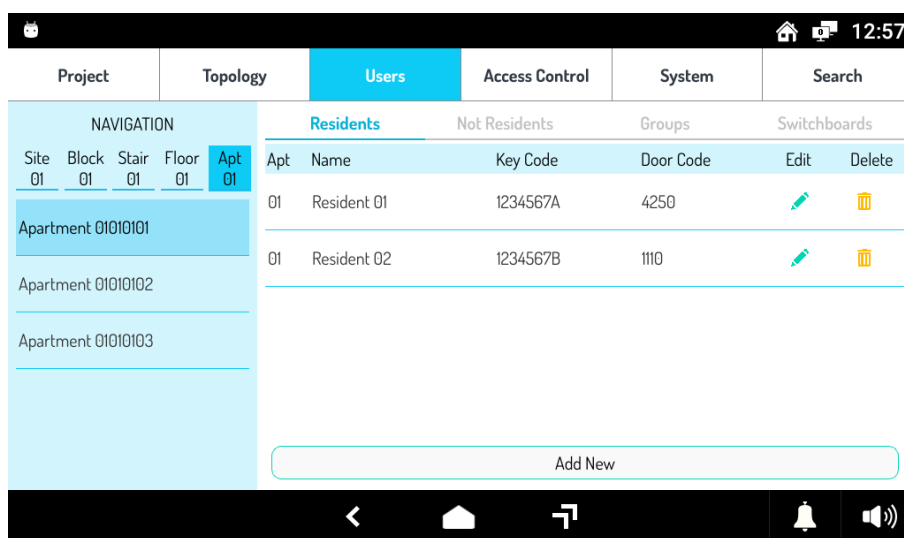 12:57
Project Topology Users Access Control System Search
NAVIGATION
Site Block Stair Floor Apt
01 01 01 01 01
Apartment 01010101
Apartment 01010102
Apartment 01010103
Residents Not Residents Groups Switchboards
Apt Name Key Code Door Code Edit Delete
01 Resident 01 1234567A 4250
01 Resident 02 1234567B 1110
Add New